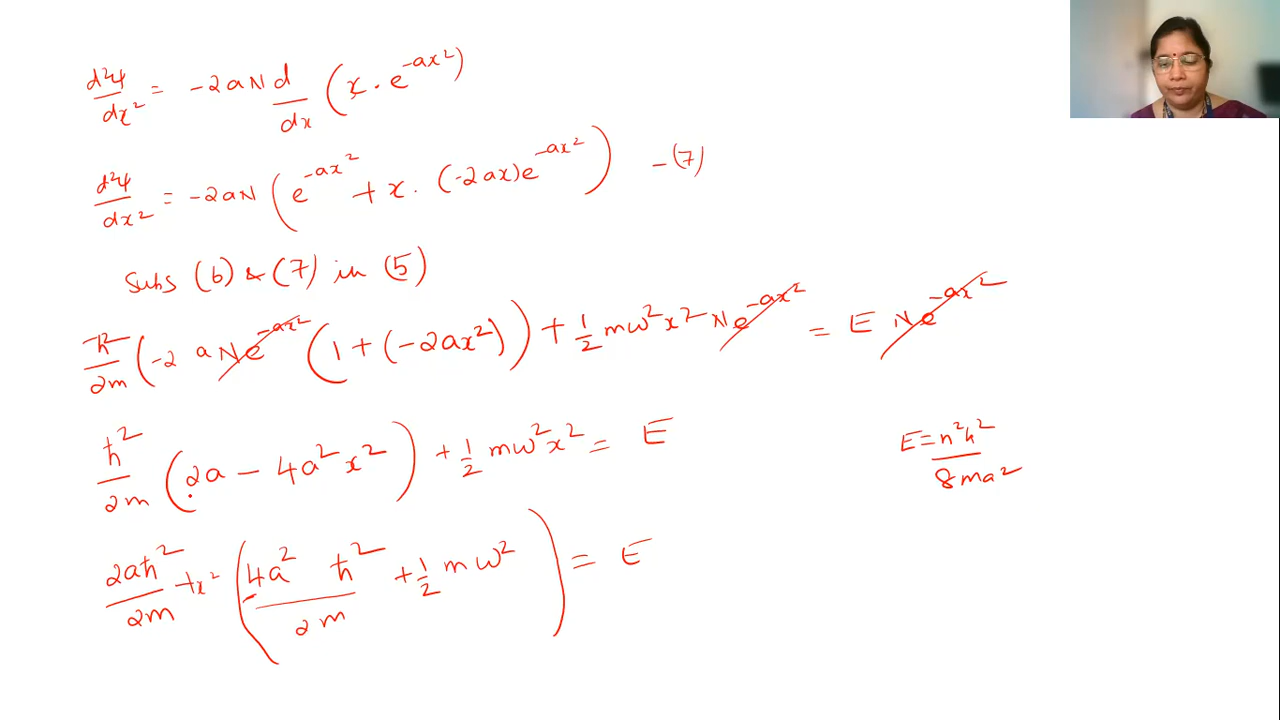 d²ψ/dx² = -2aN d/dx (x · e^{-ax²})
d²ψ/dx² = -2aN (e^{-ax²} + x · (-2ax)e^{-ax²}) -(7)
Subs (6) & (7) in (5)
ħ/2m (-2 a Ne^{-ax²} (1 + (-2ax²)) + 1/2 mω²x² Ne^{-ax²} = E Ne^{-ax²}
ħ²/2m (2a - 4a²x²) + 1/2 mω²x² = E
E = n²h²/8ma²
2aħ²/2m + x² (4a² ħ²/2m + 1/2 mω²) = E